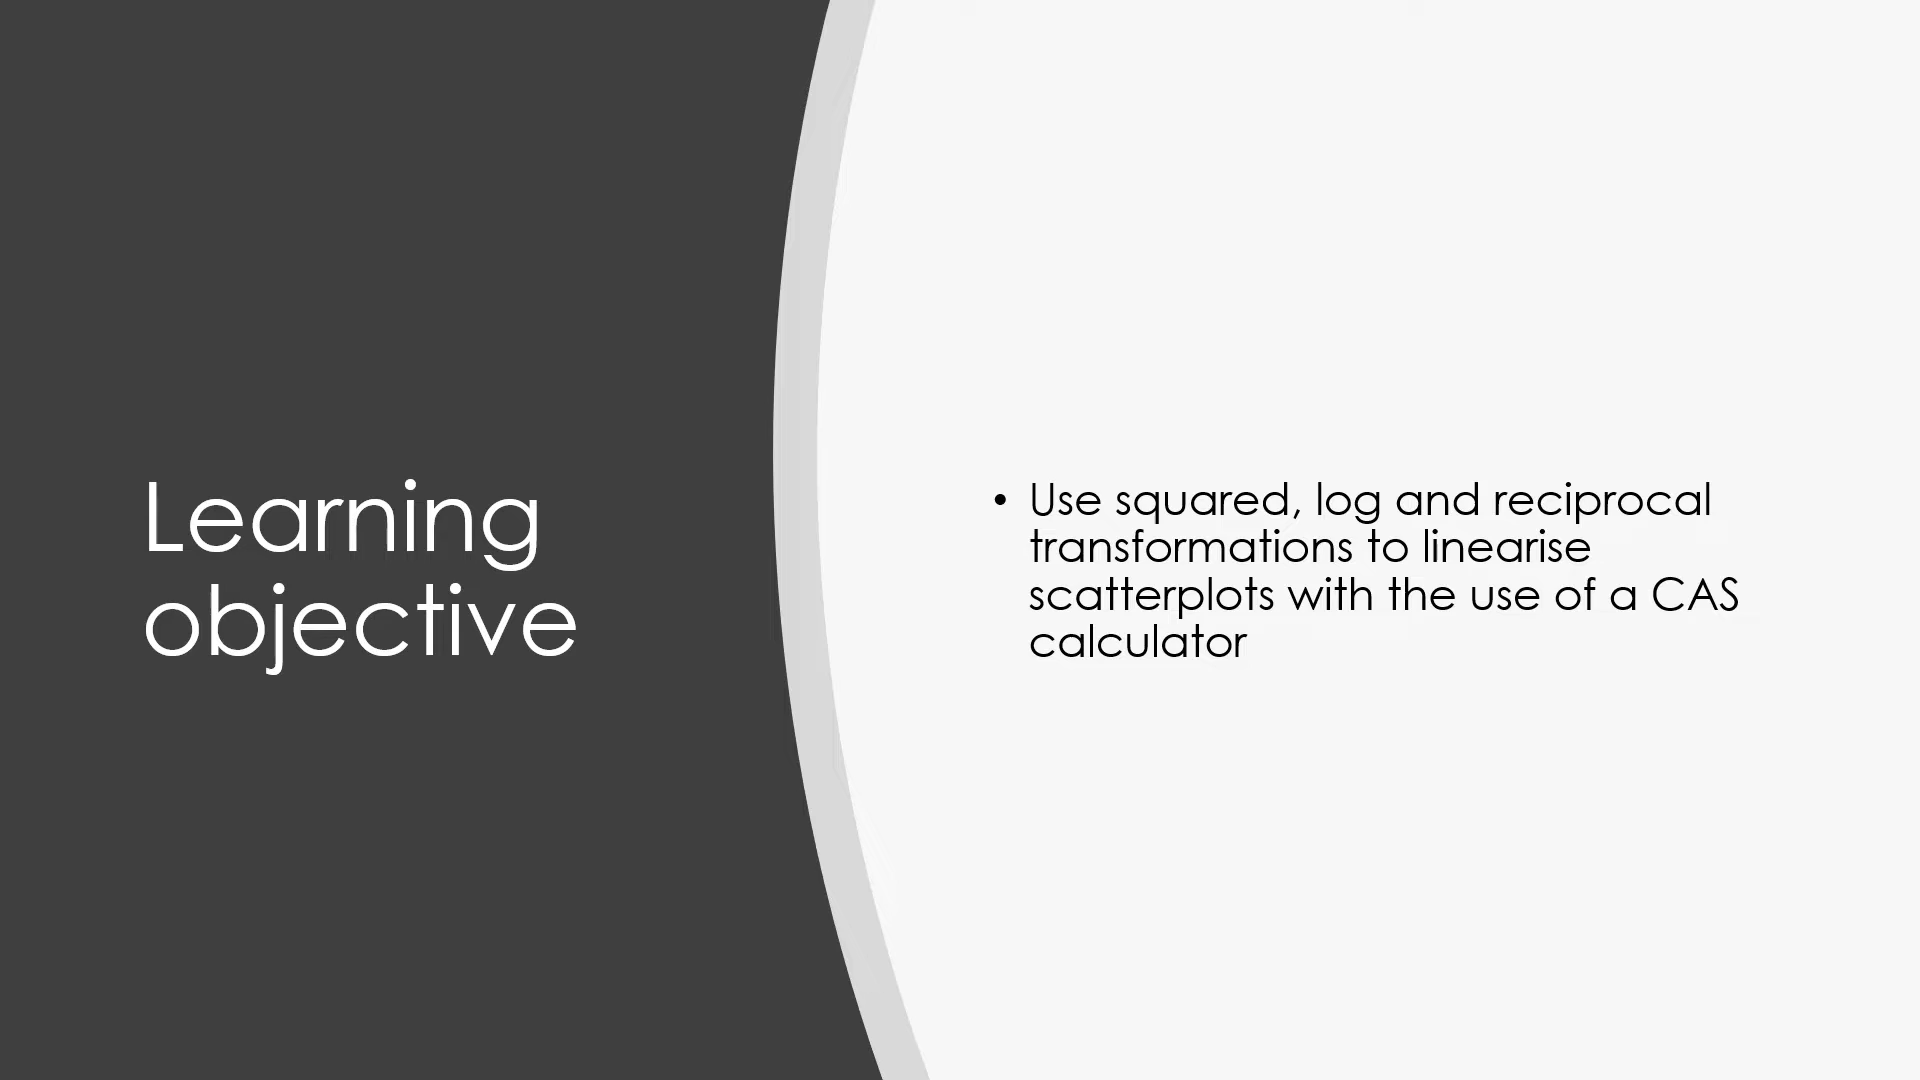 Learning
objective
• Use squared, log and reciprocal
transformations to linearise
scatterplots with the use of a CAS
calculator